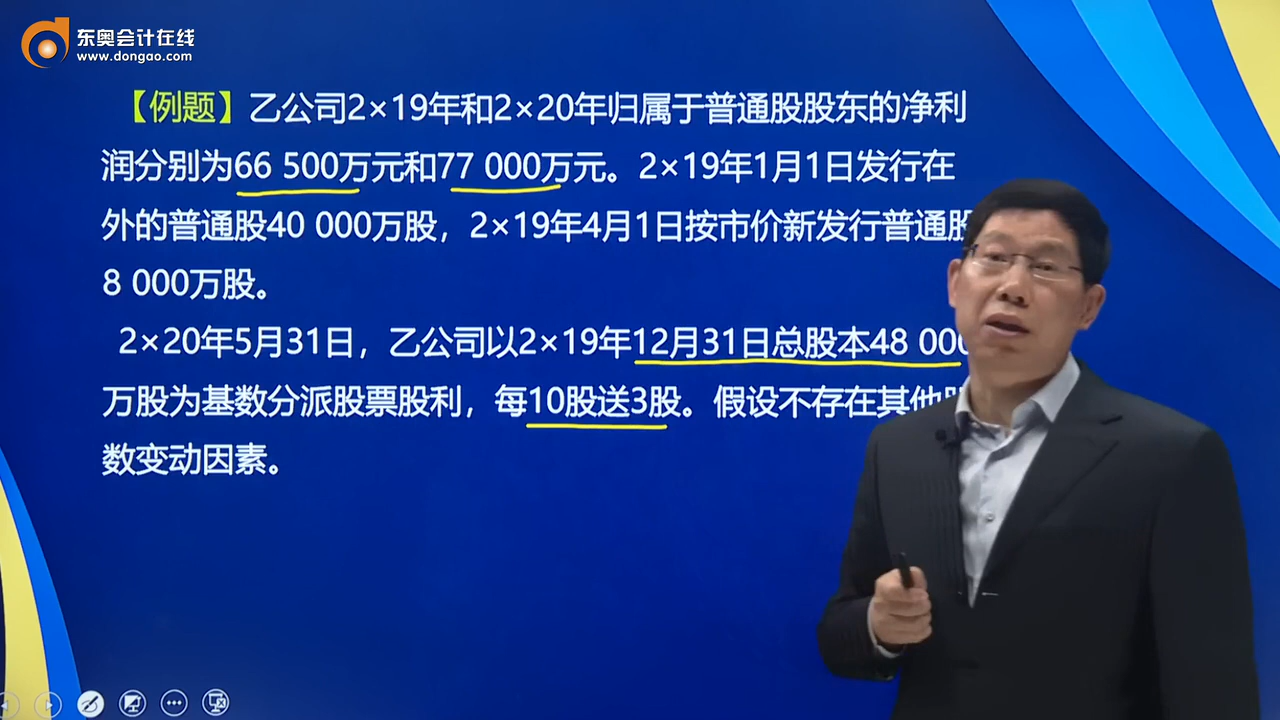 东奥会计在线
www.dongao.com
【例题】乙公司2×19年和2×20年归属于普通股股东的净利
润分别为66 500万元和77 000万元。2×19年1月1日发行在
外的普通股40 000万股，2×19年4月1日按市价新发行普通股
8 000万股。
2×20年5月31日，乙公司以2×19年12月31日总股本48 000
万股为基数分派股票股利，每10股送3股。假设不存在其他
数变动因素。